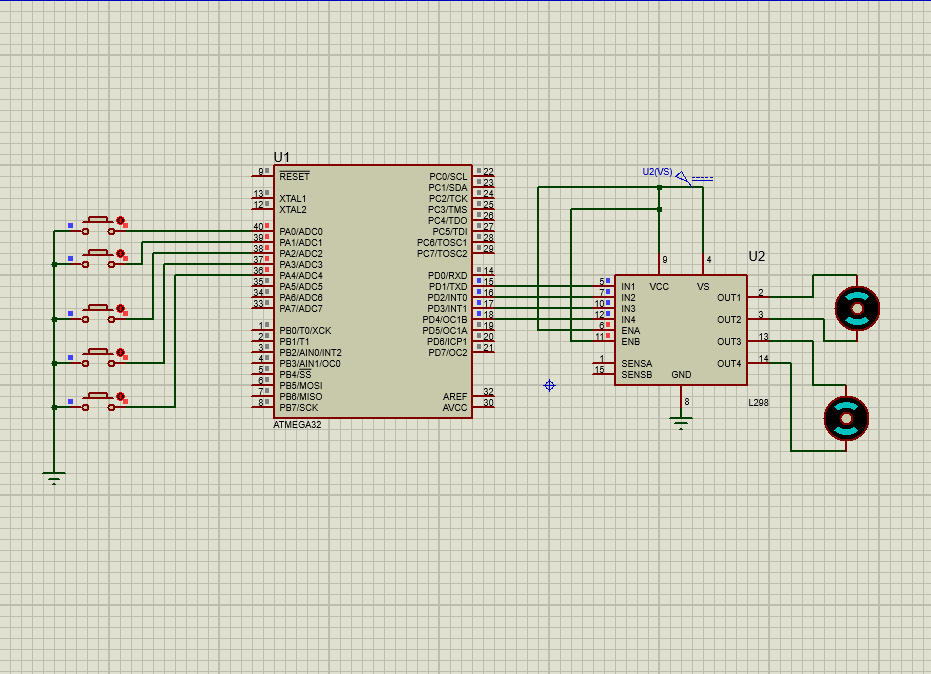 U1
9 RESET
13 XTAL1
12 XTAL2
40 PA0/ADC0
39 PA1/ADC1
38 PA2/ADC2
37 PA3/ADC3
36 PA4/ADC4
35 PA5/ADC5
34 PA6/ADC6
33 PA7/ADC7
1 PB0/T0/XCK
2 PB1/T1
3 PB2/AIN0/INT2
4 PB3/AIN1/OC0
5 PB4/SS
6 PB5/MOSI
7 PB6/MISO
8 PB7/SCK
PC0/SCL 22
PC1/SDA 23
PC2/TCK 24
PC3/TMS 25
PC4/TDO 26
PC5/TDI 27
PC6/TOSC1 28
PC7/TOSC2 29
PD0/RXD 14
PD1/TXD 15
PD2/INT0 16
PD3/INT1 17
PD4/OC1B 18
PD5/OC1A 19
PD6/ICP1 20
PD7/OC2 21
AREF 32
AVCC 30
ATMEGA32
U2(VS)
U2
9 VCC
4 VS
5 IN1
7 IN2
10 IN3
12 IN4
6 ENA
11 ENB
1 SENSA
15 SENSB
OUT1 2
OUT2 3
OUT3 13
OUT4 14
GND 8
L298